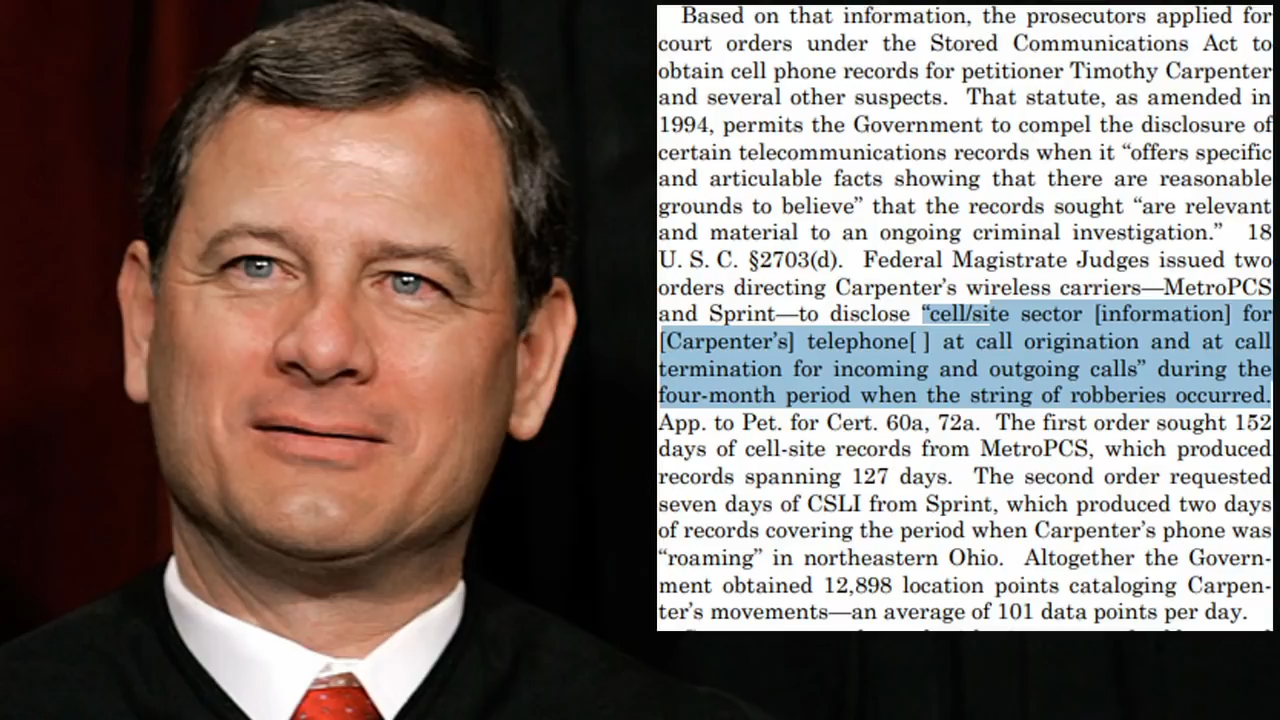 Based on that information, the prosecutors applied for
court orders under the Stored Communications Act to
obtain cell phone records for petitioner Timothy Carpenter
and several other suspects. That statute, as amended in
1994, permits the Government to compel the disclosure of
certain telecommunications records when it “offers specific
and articulable facts showing that there are reasonable
grounds to believe” that the records sought “are relevant
and material to an ongoing criminal investigation.” 18
U. S. C. §2703(d). Federal Magistrate Judges issued two
orders directing Carpenter’s wireless carriers—MetroPCS
and Sprint—to disclose “cell/site sector [information] for
[Carpenter’s] telephone[ ] at call origination and at call
termination for incoming and outgoing calls” during the
four-month period when the string of robberies occurred.
App. to Pet. for Cert. 60a, 72a. The first order sought 152
days of cell-site records from MetroPCS, which produced
records spanning 127 days. The second order requested
seven days of CSLI from Sprint, which produced two days
of records covering the period when Carpenter’s phone was
“roaming” in northeastern Ohio. Altogether the Govern-
ment obtained 12,898 location points cataloging Carpen-
ter’s movements—an average of 101 data points per day.